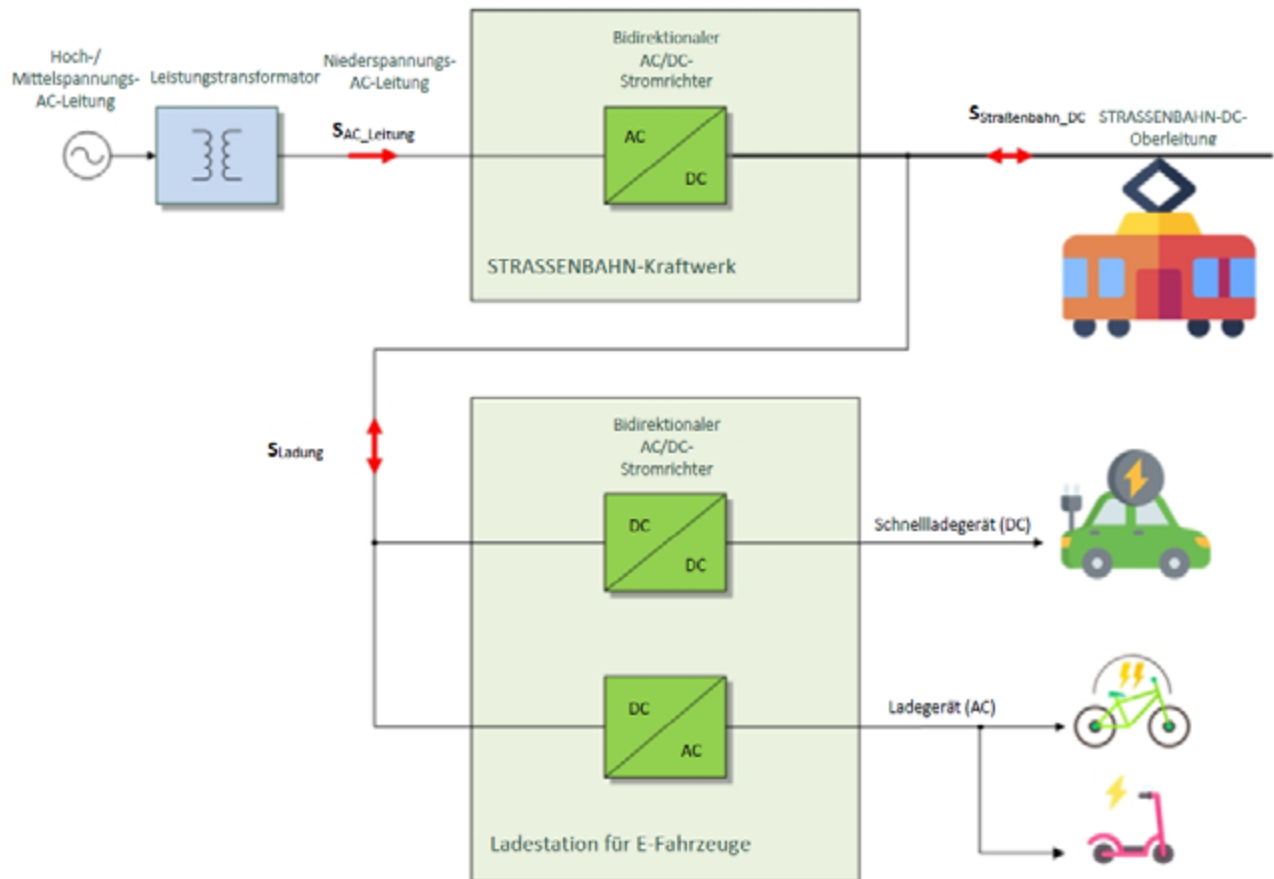 Hoch-/
Mittelspannungs-
AC-Leitung
Leistungstransformator
Niederspannungs-
AC-Leitung
S_AC_Leitung
Bidirektionaler
AC/DC-
Stromrichter
AC
DC
STRASSENBAHN-Kraftwerk
S_Straßenbahn_DC
STRASSENBAHN-DC-
Oberleitung
S_Ladung
Bidirektionaler
AC/DC-
Stromrichter
DC
DC
Schnellladegerät (DC)
DC
AC
Ladegerät (AC)
Ladestation für E-Fahrzeuge